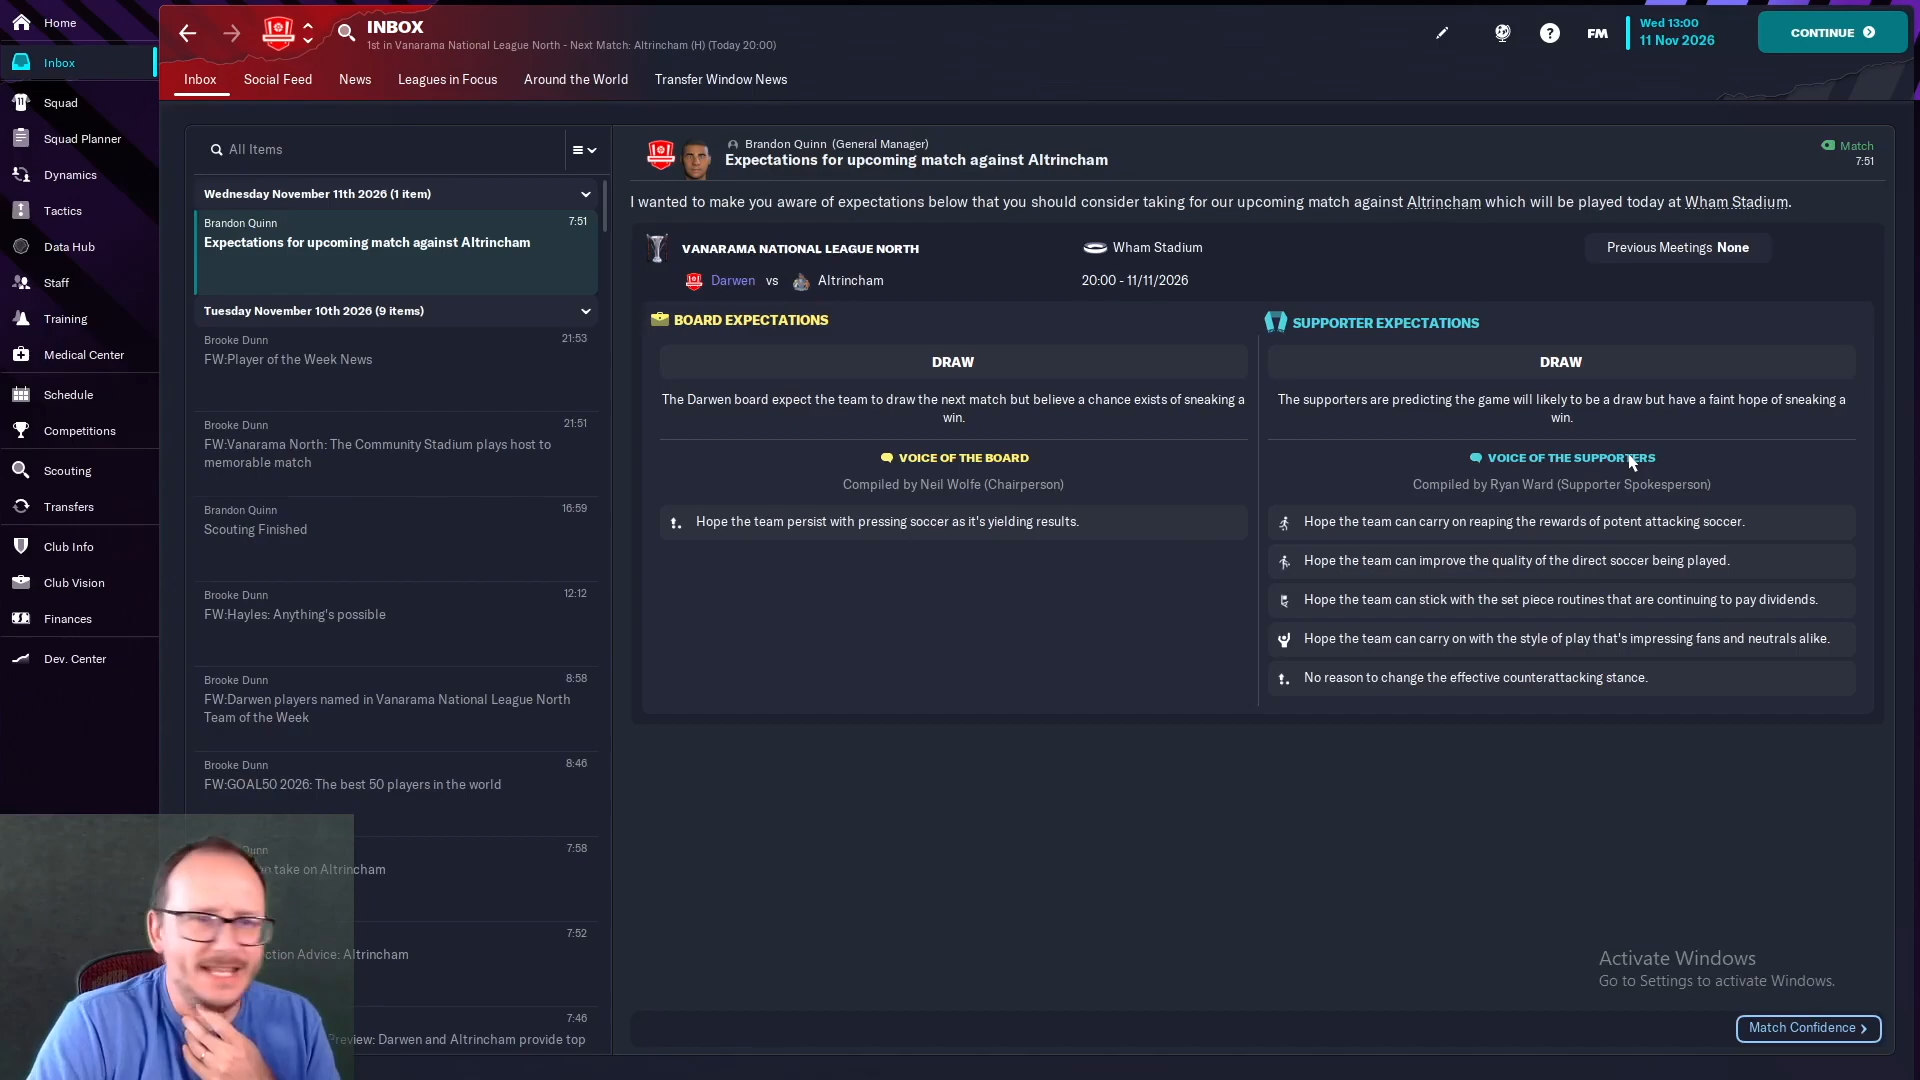 Home
Inbox
Squad
Squad Planner
Dynamics
Tactics
Data Hub
Staff
Training
Medical Center
Schedule
Competitions
Scouting
Transfers
Club Info
Club Vision
Finances
Dev. Center
INBOX
1st in Vanarama National League North - Next Match: Altrincham (H) (Today 20:00)
?
FM
Wed 13:00
11 Nov 2026
CONTINUE
Inbox
Social Feed
News
Leagues in Focus
Around the World
Transfer Window News
All Items
Wednesday November 11th 2026 (1 item)
Brandon Quinn
7:51
Expectations for upcoming match against Altrincham
Tuesday November 10th 2026 (9 items)
Brooke Dunn
21:53
FW:Player of the Week News
Brooke Dunn
21:51
FW:Vanarama North: The Community Stadium plays host to
memorable match
Brandon Quinn
16:59
Scouting Finished
Brooke Dunn
12:12
FW:Hayles: Anything's possible
Brooke Dunn
8:58
FW:Darwen players named in Vanarama National League North
Team of the Week
Brooke Dunn
8:46
FW:GOAL50 2026: The best 50 players in the world
7:58
take on Altrincham
7:52
Advice: Altrincham
7:46
Preview: Darwen and Altrincham provide top
Brandon Quinn (General Manager)
Expectations for upcoming match against Altrincham
Match
7:51
I wanted to make you aware of expectations below that you should consider taking for our upcoming match against Altrincham which will be played today at Wham Stadium.
VANARAMA NATIONAL LEAGUE NORTH
Wham Stadium
Previous Meetings None
Darwen vs Altrincham
20:00 - 11/11/2026
BOARD EXPECTATIONS
DRAW
The Darwen board expect the team to draw the next match but believe a chance exists of sneaking a
win.
VOICE OF THE BOARD
Compiled by Neil Wolfe (Chairperson)
Hope the team persist with pressing soccer as it's yielding results.
SUPPORTER EXPECTATIONS
DRAW
The supporters are predicting the game will likely to be a draw but have a faint hope of sneaking a
win.
VOICE OF THE SUPPORTERS
Compiled by Ryan Ward (Supporter Spokesperson)
Hope the team can carry on reaping the rewards of potent attacking soccer.
Hope the team can improve the quality of the direct soccer being played.
Hope the team can stick with the set piece routines that are continuing to pay dividends.
Hope the team can carry on with the style of play that's impressing fans and neutrals alike.
No reason to change the effective counterattacking stance.
Activate Windows
Go to Settings to activate Windows.
Match Confidence